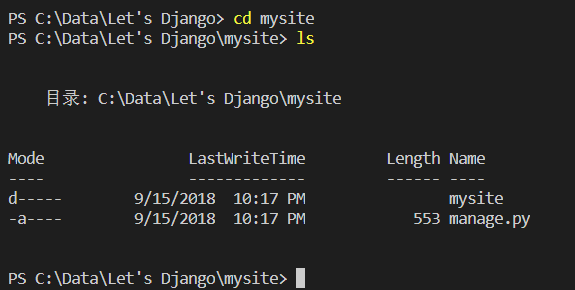 PS C:\Data\Let's Django> cd mysite
PS C:\Data\Let's Django\mysite> ls
目录: C:\Data\Let's Django\mysite
Mode                LastWriteTime         Length Name
----                -------------         ------ ----
d-----        9/15/2018  10:17 PM                mysite
-a----        9/15/2018  10:17 PM            553 manage.py
PS C:\Data\Let's Django\mysite>